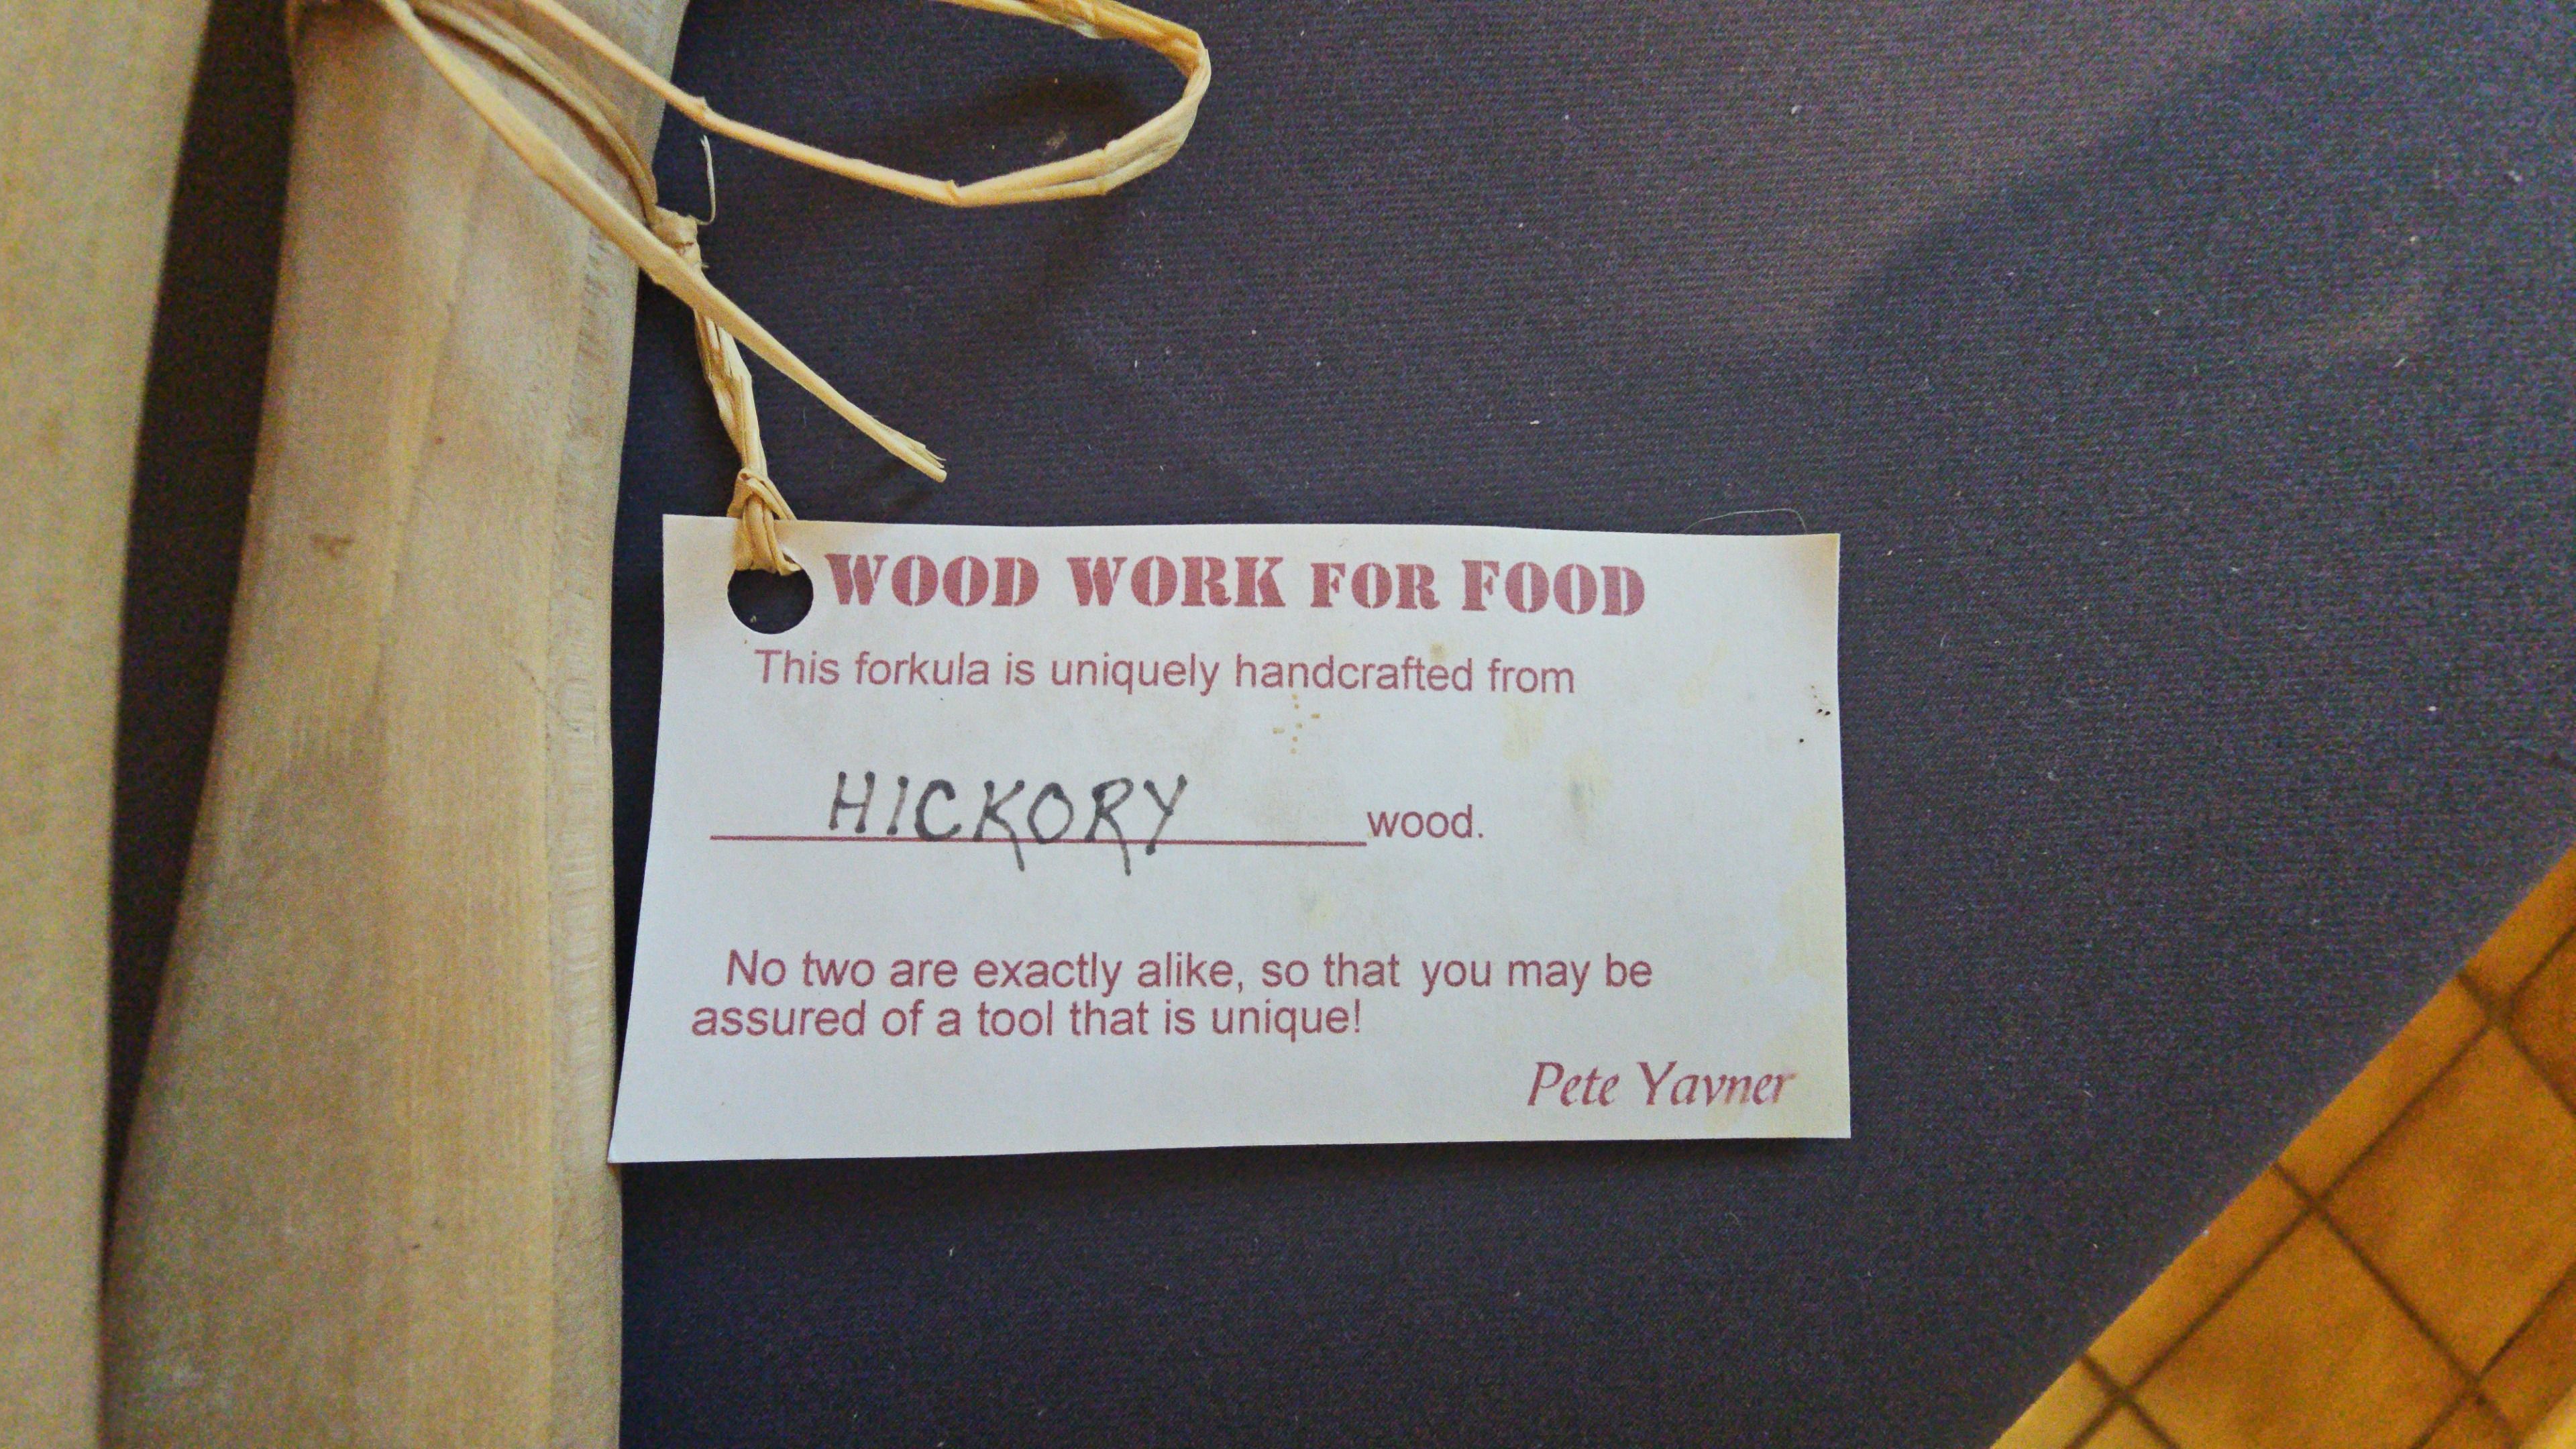 WOOD WORK FOR FOOD
This forkula is uniquely handcrafted from
HICKORY wood.
No two are exactly alike, so that you may be
assured of a tool that is unique!
Pete Yavner